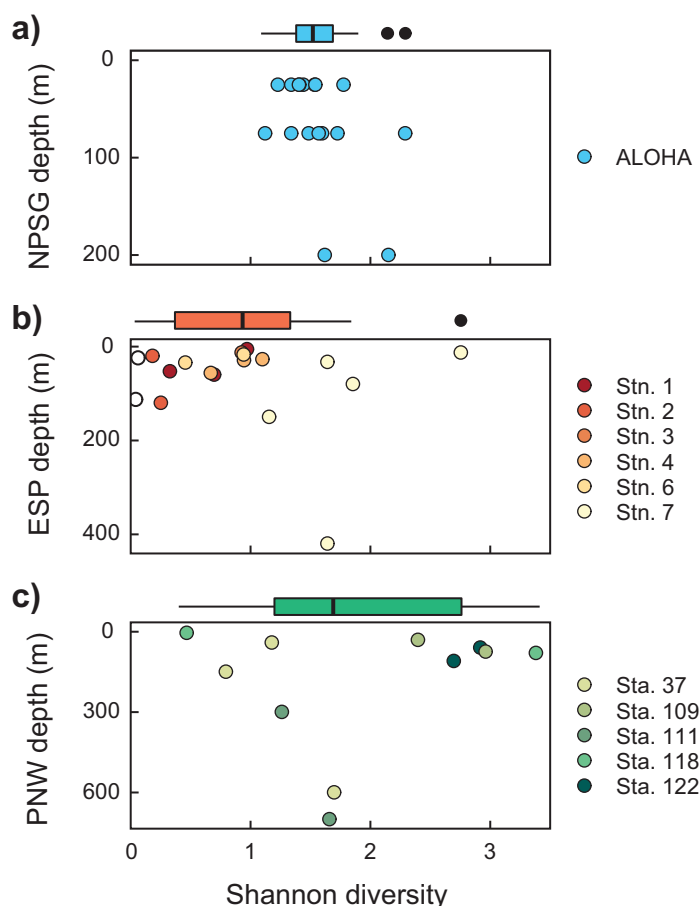 a)
NPSG depth (m)
0
100
200
ALOHA
b)
ESP depth (m)
0
200
400
Stn. 1
Stn. 2
Stn. 3
Stn. 4
Stn. 6
Stn. 7
c)
PNW depth (m)
0
300
600
Sta. 37
Sta. 109
Sta. 111
Sta. 118
Sta. 122
0 1 2 3
Shannon diversity